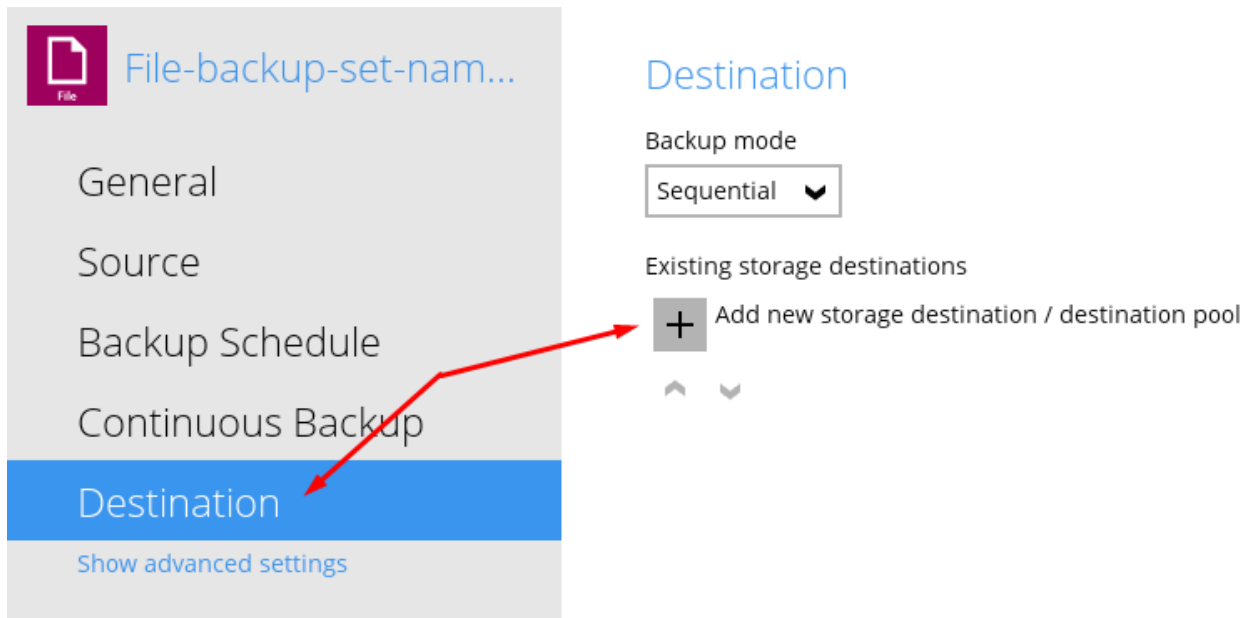 File
File-backup-set-nam...
General
Source
Backup Schedule
Continuous Backup
Destination
Show advanced settings
Destination
Backup mode
Sequential
Existing storage destinations
Add new storage destination / destination pool